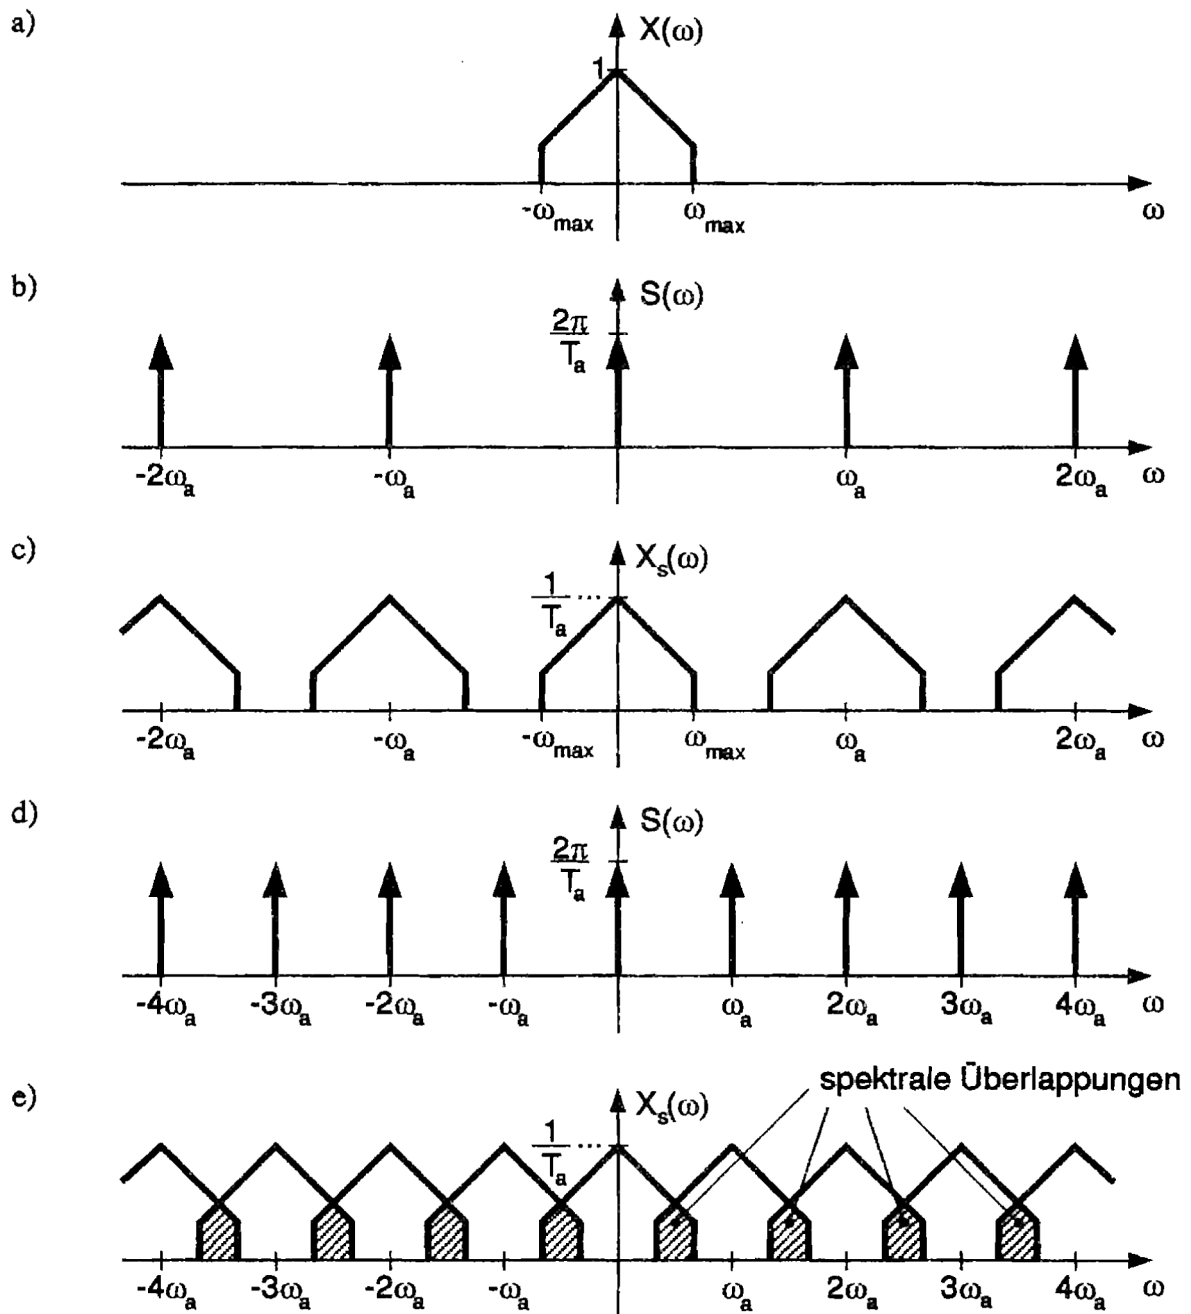 a)
X(ω)
1
-ω_max ω_max ω
b)
S(ω)
2π
T_a
-2ω_a -ω_a ω_a 2ω_a ω
c)
X_s(ω)
1
T_a
-2ω_a -ω_a -ω_max ω_max ω_a 2ω_a ω
d)
S(ω)
2π
T_a
-4ω_a -3ω_a -2ω_a -ω_a ω_a 2ω_a 3ω_a 4ω_a ω
spektrale Überlappungen
e)
X_s(ω)
1
T_a
-4ω_a -3ω_a -2ω_a -ω_a ω_a 2ω_a 3ω_a 4ω_a ω